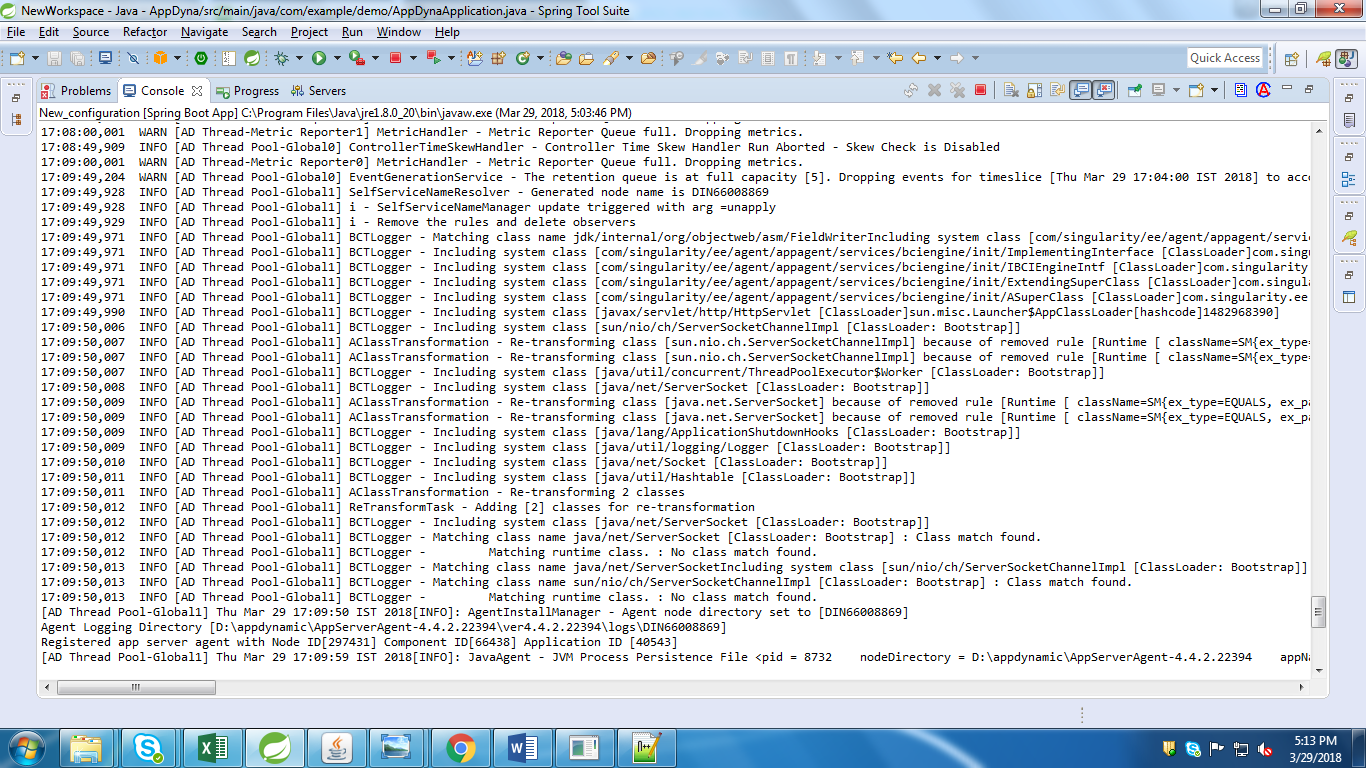 NewWorkspace - Java - AppDyna/src/main/java/com/example/demo/AppDynaApplication.java - Spring Tool Suite
File Edit Source Refactor Navigate Search Project Run Window Help
Quick Access
Problems Console Progress Servers
New_configuration [Spring Boot App] C:\Program Files\Java\jre1.8.0_20\bin\javaw.exe (Mar 29, 2018, 5:03:46 PM)
17:08:00,001 WARN [AD Thread-Metric Reporter1] MetricHandler - Metric Reporter Queue full. Dropping metrics.
17:08:49,909 INFO [AD Thread Pool-Global0] ControllerTimeSkewHandler - Controller Time Skew Handler Run Aborted - Skew Check is Disabled
17:09:00,001 WARN [AD Thread-Metric Reporter0] MetricHandler - Metric Reporter Queue full. Dropping metrics.
17:09:49,204 WARN [AD Thread Pool-Global0] EventGenerationService - The retention queue is at full capacity [5]. Dropping events for timeslice [Thu Mar 29 17:04:00 IST 2018] to acco
17:09:49,928 INFO [AD Thread Pool-Global1] SelfServiceNameResolver - Generated node name is DIN66008869
17:09:49,928 INFO [AD Thread Pool-Global1] i - SelfServiceNameManager update triggered with arg =unapply
17:09:49,929 INFO [AD Thread Pool-Global1] i - Remove the rules and delete observers
17:09:49,971 INFO [AD Thread Pool-Global1] BCTLogger - Matching class name jdk/internal/org/objectweb/asm/FieldWriterIncluding system class [com/singularity/ee/agent/appagent/servi
17:09:49,971 INFO [AD Thread Pool-Global1] BCTLogger - Including system class [com/singularity/ee/agent/appagent/services/bciengine/init/ImplementingInterface [ClassLoader]com.sing
17:09:49,971 INFO [AD Thread Pool-Global1] BCTLogger - Including system class [com/singularity/ee/agent/appagent/services/bciengine/init/IBCIEngineIntf [ClassLoader]com.singularity
17:09:49,971 INFO [AD Thread Pool-Global1] BCTLogger - Including system class [com/singularity/ee/agent/appagent/services/bciengine/init/ExtendingSuperClass [ClassLoader]com.singula
17:09:49,971 INFO [AD Thread Pool-Global1] BCTLogger - Including system class [com/singularity/ee/agent/appagent/services/bciengine/init/ASuperClass [ClassLoader]com.singularity.ee
17:09:49,990 INFO [AD Thread Pool-Global1] BCTLogger - Including system class [javax/servlet/http/HttpServlet [ClassLoader]sun.misc.Launcher$AppClassLoader[hashcode]1482968390]
17:09:50,006 INFO [AD Thread Pool-Global1] BCTLogger - Including system class [sun/nio/ch/ServerSocketChannelImpl [ClassLoader: Bootstrap]]
17:09:50,007 INFO [AD Thread Pool-Global1] AClassTransformation - Re-transforming class [sun.nio.ch.ServerSocketChannelImpl] because of removed rule [Runtime [ className=SM{ex_type=
17:09:50,007 INFO [AD Thread Pool-Global1] AClassTransformation - Re-transforming class [sun.nio.ch.ServerSocketChannelImpl] because of removed rule [Runtime [ className=SM{ex_type=
17:09:50,007 INFO [AD Thread Pool-Global1] BCTLogger - Including system class [java/util/concurrent/ThreadPoolExecutor$Worker [ClassLoader: Bootstrap]]
17:09:50,008 INFO [AD Thread Pool-Global1] BCTLogger - Including system class [java/net/ServerSocket [ClassLoader: Bootstrap]]
17:09:50,009 INFO [AD Thread Pool-Global1] AClassTransformation - Re-transforming class [java.net.ServerSocket] because of removed rule [Runtime [ className=SM{ex_type=EQUALS, ex_pa
17:09:50,009 INFO [AD Thread Pool-Global1] AClassTransformation - Re-transforming class [java.net.ServerSocket] because of removed rule [Runtime [ className=SM{ex_type=EQUALS, ex_pa
17:09:50,009 INFO [AD Thread Pool-Global1] BCTLogger - Including system class [java/lang/ApplicationShutdownHooks [ClassLoader: Bootstrap]]
17:09:50,009 INFO [AD Thread Pool-Global1] BCTLogger - Including system class [java/util/logging/Logger [ClassLoader: Bootstrap]]
17:09:50,010 INFO [AD Thread Pool-Global1] BCTLogger - Including system class [java/net/Socket [ClassLoader: Bootstrap]]
17:09:50,011 INFO [AD Thread Pool-Global1] BCTLogger - Including system class [java/util/Hashtable [ClassLoader: Bootstrap]]
17:09:50,011 INFO [AD Thread Pool-Global1] AClassTransformation - Re-transforming 2 classes
17:09:50,012 INFO [AD Thread Pool-Global1] ReTransformTask - Adding [2] classes for re-transformation
17:09:50,012 INFO [AD Thread Pool-Global1] BCTLogger - Including system class [java/net/ServerSocket [ClassLoader: Bootstrap]]
17:09:50,012 INFO [AD Thread Pool-Global1] BCTLogger - Matching class name java/net/ServerSocket [ClassLoader: Bootstrap] : Class match found.
17:09:50,012 INFO [AD Thread Pool-Global1] BCTLogger - Matching runtime class. : No class match found.
17:09:50,013 INFO [AD Thread Pool-Global1] BCTLogger - Matching class name java/net/ServerSocketIncluding system class [sun/nio/ch/ServerSocketChannelImpl [ClassLoader: Bootstrap]]
17:09:50,013 INFO [AD Thread Pool-Global1] BCTLogger - Matching class name sun/nio/ch/ServerSocketChannelImpl [ClassLoader: Bootstrap] : Class match found.
17:09:50,013 INFO [AD Thread Pool-Global1] BCTLogger - Matching runtime class. : No class match found.
[AD Thread Pool-Global1] Thu Mar 29 17:09:50 IST 2018[INFO]: AgentInstallManager - Agent node directory set to [DIN66008869]
Agent Logging Directory [D:\appdynamic\AppServerAgent-4.4.2.22394\ver4.4.2.22394\logs\DIN66008869]
Registered app server agent with Node ID[297431] Component ID[66438] Application ID [40543]
[AD Thread Pool-Global1] Thu Mar 29 17:09:59 IST 2018[INFO]: JavaAgent - JVM Process Persistence File <pid = 8732 nodeDirectory = D:\appdynamic\AppServerAgent-4.4.2.22394 appNa
5:13 PM
3/29/2018